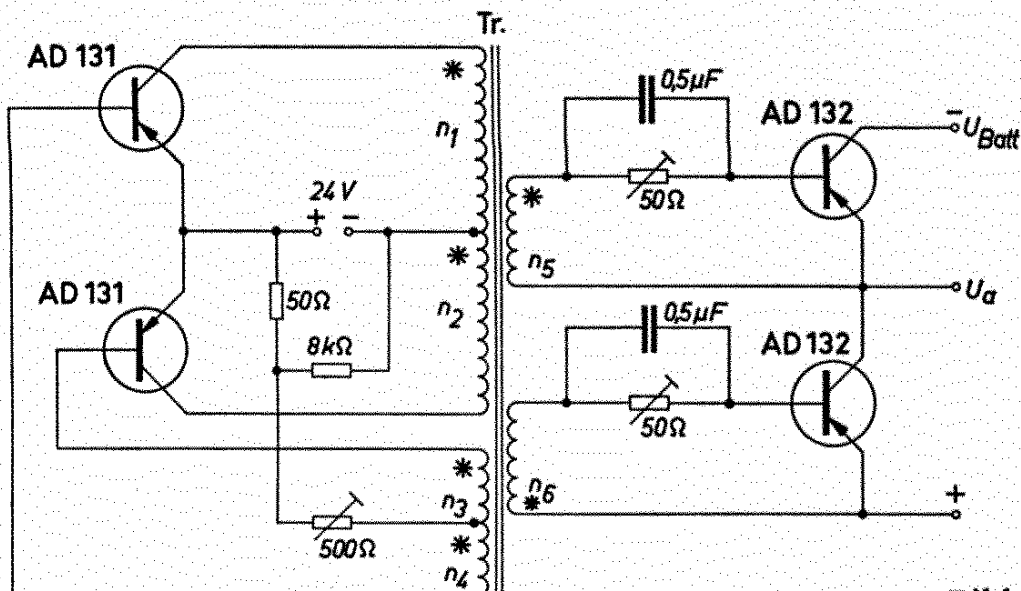 Tr.
AD 131
*
n1
0,5µF
AD 132
−
UBatt
50Ω
24V
+ −
*
*
n5
AD 131
50Ω
n2
Ua
0,5µF
8kΩ
AD 132
50Ω
*
n3
n6
*
+
500Ω
*
n4